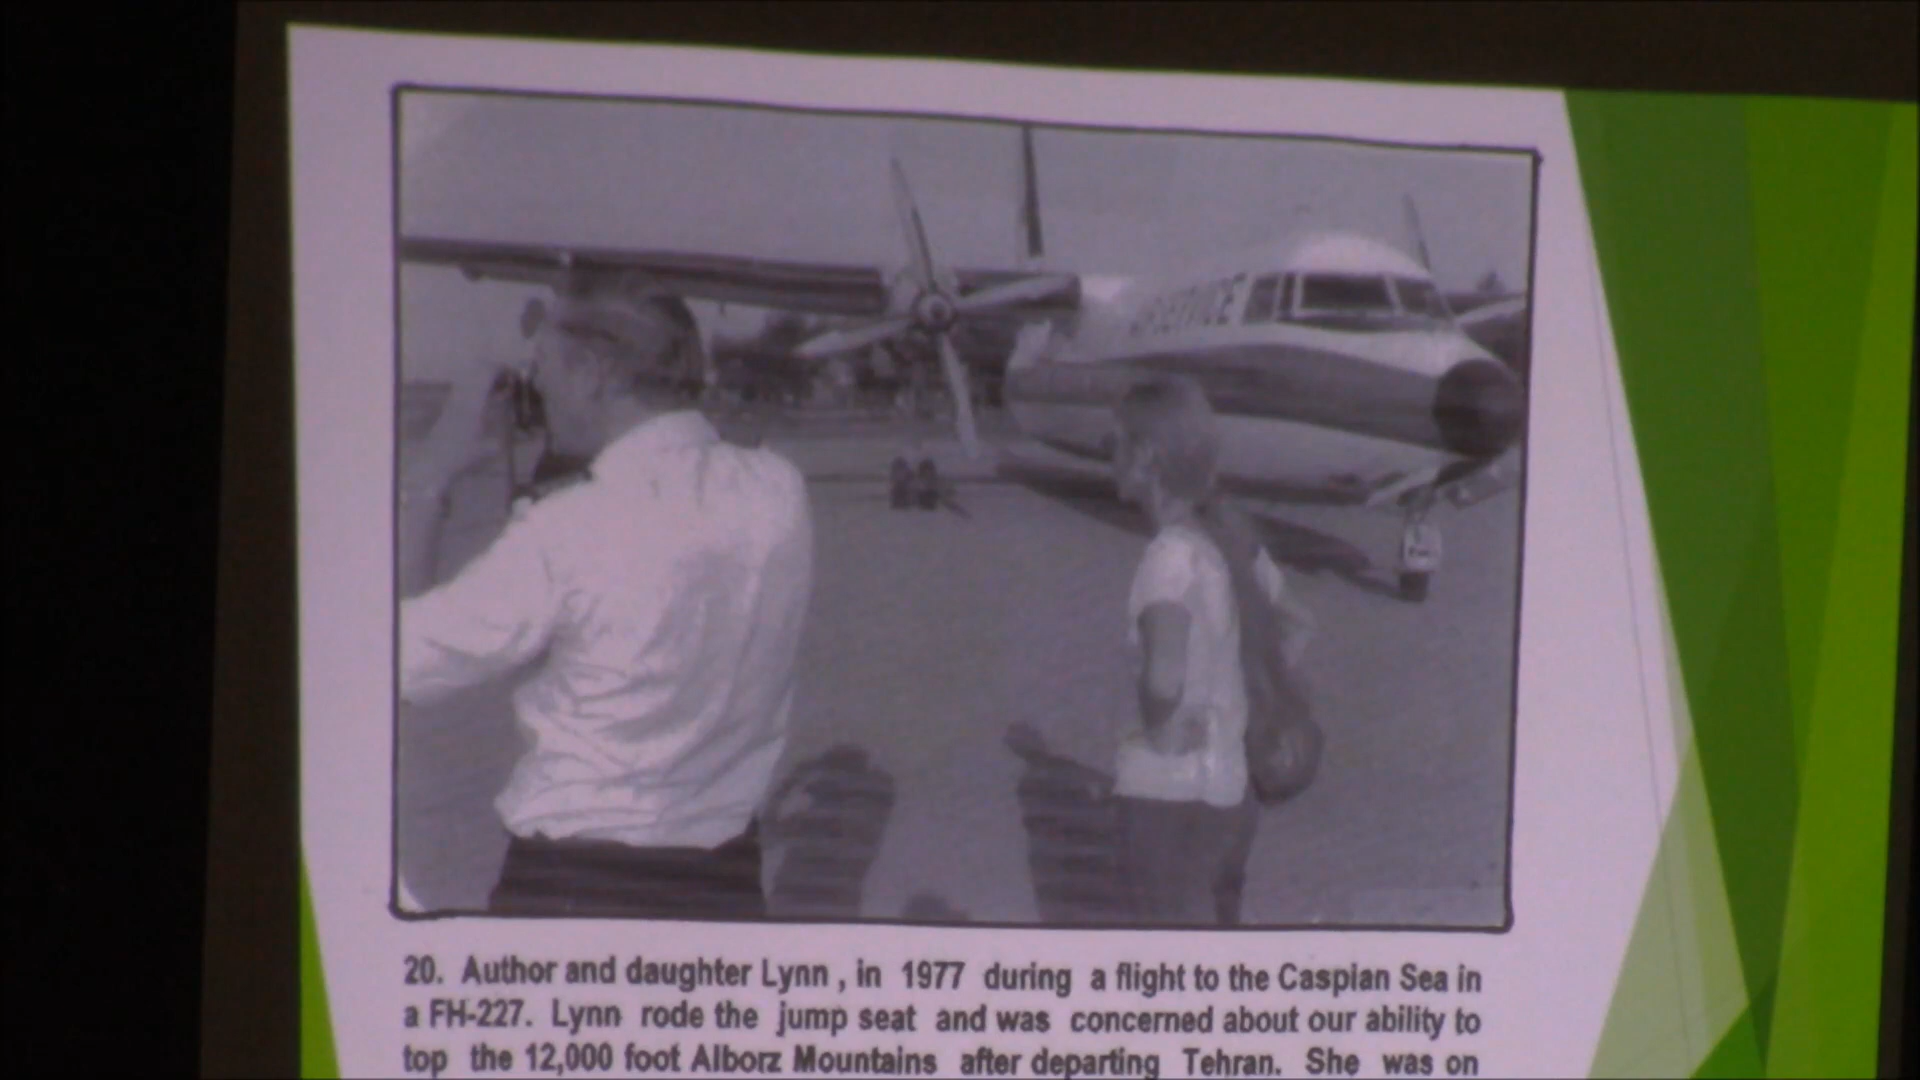 SERVICE
20. Author and daughter Lynn, in 1977 during a flight to the Caspian Sea in
a FH-227. Lynn rode the jump seat and was concerned about our ability to
top the 12,000 foot Alborz Mountains after departing Tehran. She was on